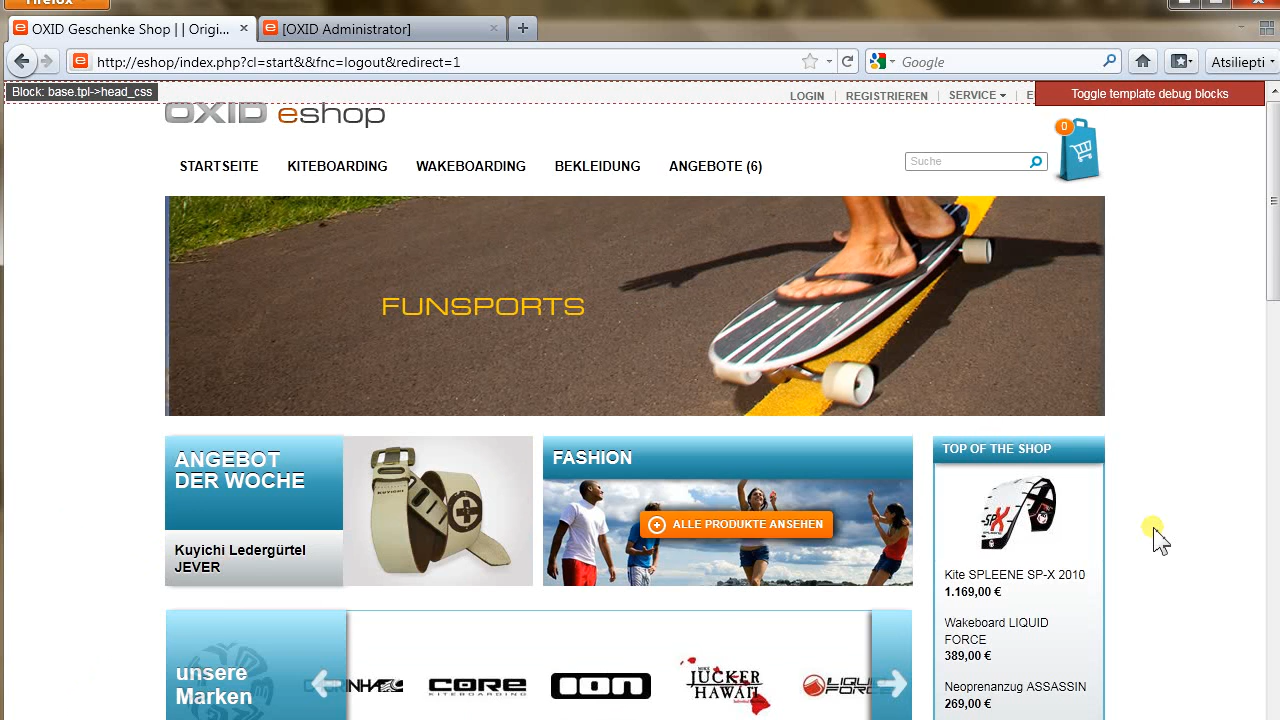 Firefox
OXID Geschenke Shop | | Origi...
[OXID Administrator]
http://eshop/index.php?cl=start&&fnc=logout&redirect=1
Google
Atsiliepti
Block: base.tpl->head_css
LOGIN
REGISTRIEREN
SERVICE
Toggle template debug blocks
OXID eshop
0
STARTSEITE
KITEBOARDING
WAKEBOARDING
BEKLEIDUNG
ANGEBOTE (6)
Suche
FUNSPORTS
ANGEBOT
DER WOCHE
Kuyichi Ledergürtel
JEVER
KUYICHI
FASHION
ALLE PRODUKTE ANSEHEN
TOP OF THE SHOP
SPX
Kite SPLEENE SP-X 2010
1.169,00 €
Wakeboard LIQUID
FORCE
389,00 €
Neoprenanzug ASSASSIN
269,00 €
unsere
Marken
CORE
KITEBOARDING
ION
JUCKER
HAWAII